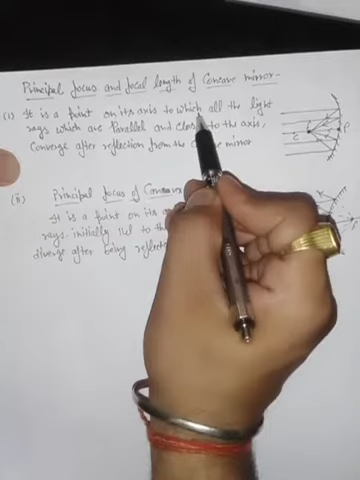 Principal focus and focal length of Concave mirror-
(i) It is a point on its axis to which all the light
rays which are Parallel and close to the axis,
Converge after reflection from the mirror
C P
(ii) Principal focus of
It is a point on its
rays initially ||l to the
diverge after being